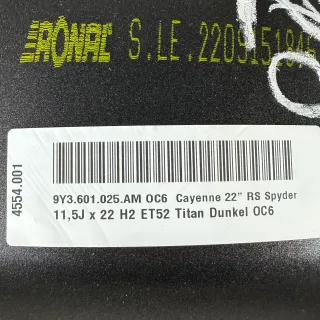 RONAL S.LE.2209151846
4554.001
9Y3.601.025.AM OC6 Cayenne 22” RS Spyder
11,5J x 22 H2 ET52 Titan Dunkel OC6